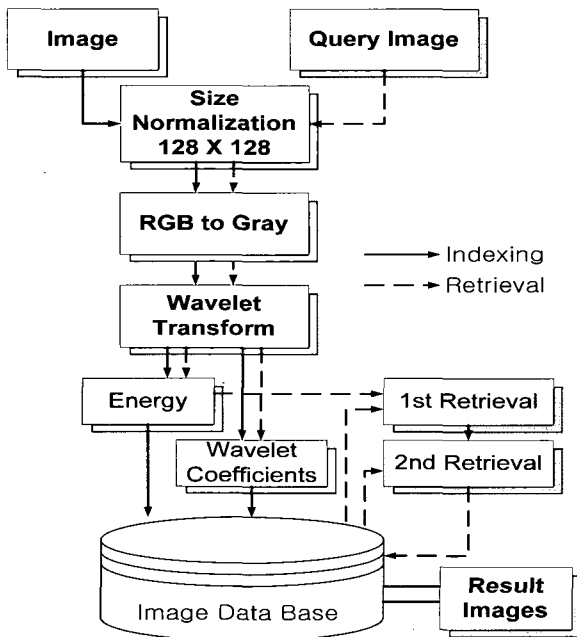 Image
Query Image
Size
Normalization
128 X 128
RGB to Gray
Indexing
Retrieval
Wavelet
Transform
Energy
1st Retrieval
Wavelet
Coefficients
2nd Retrieval
Image Data Base
Result
Images